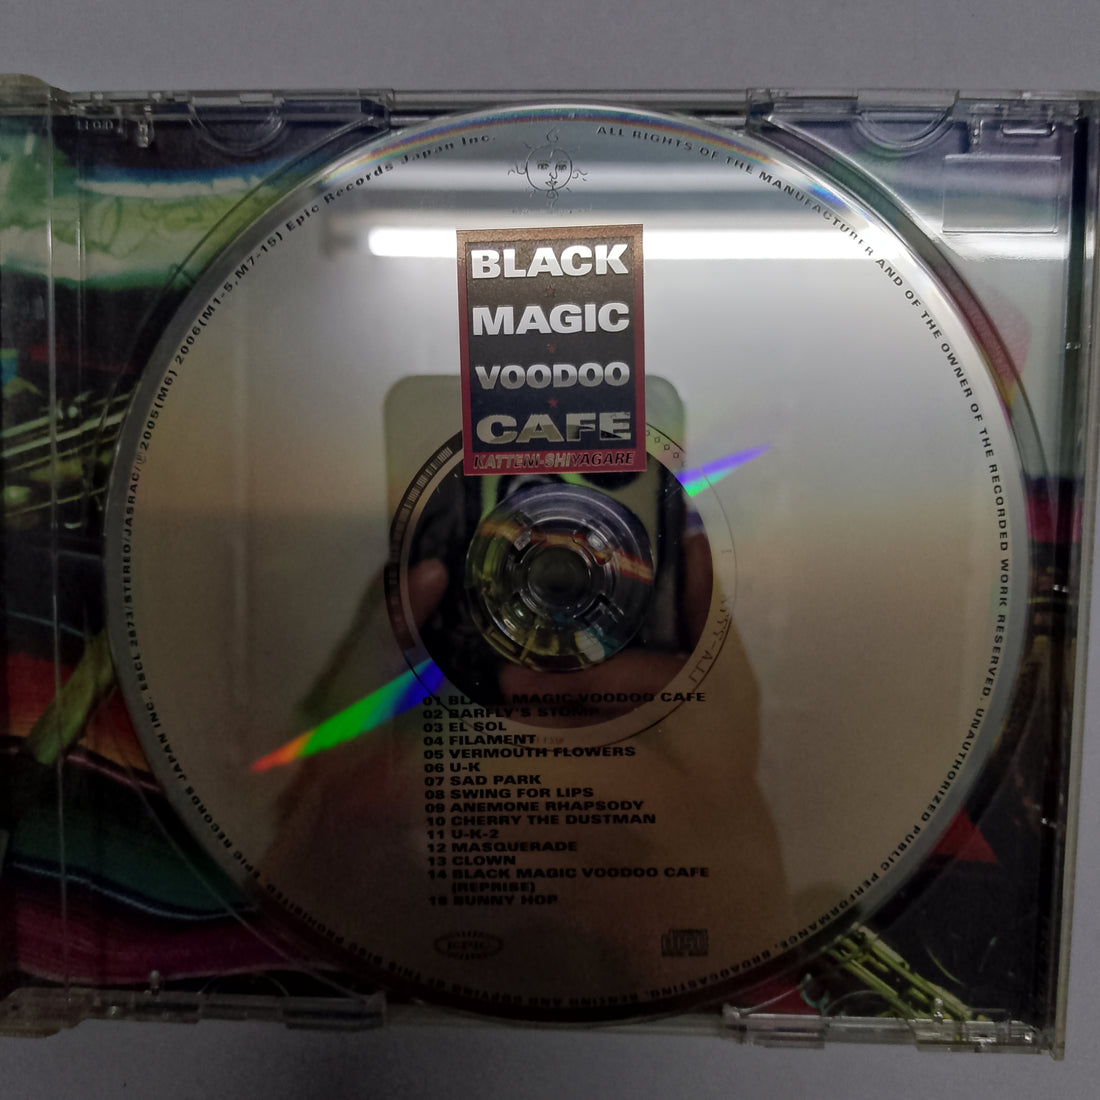 BLACK
MAGIC
VOODOO
CAFE
KATTENI-SHIYAGARE
01 BLACK MAGIC VOODOO CAFE
02 BARFLY'S STOMP
03 EL SOL
04 FILAMENT
05 VERMOUTH FLOWERS
06 U-K
07 SAD PARK
08 SWING FOR LIPS
09 ANEMONE RHAPSODY
10 CHERRY THE DUSTMAN
11 U-K-2
12 MASQUERADE
13 CLOWN
14 BLACK MAGIC VOODOO CAFE
(REPRISE)
15 BUNNY HOP
EPIC
disc
ALL RIGHTS OF THE MANUFACTURER AND OF THE OWNER OF THE RECORDED WORK RESERVED. UNAUTHORIZED PUBLIC PERFORMANCE, BROADCASTING, RENTING AND COPYING OF THIS DISC PROHIBITED. EPIC RECORDS JAPAN INC. ESCL 2873/STEREO/JASRAC/℗2005(M6) 2006(M1-5,M7-15) Epic Records Japan Inc.